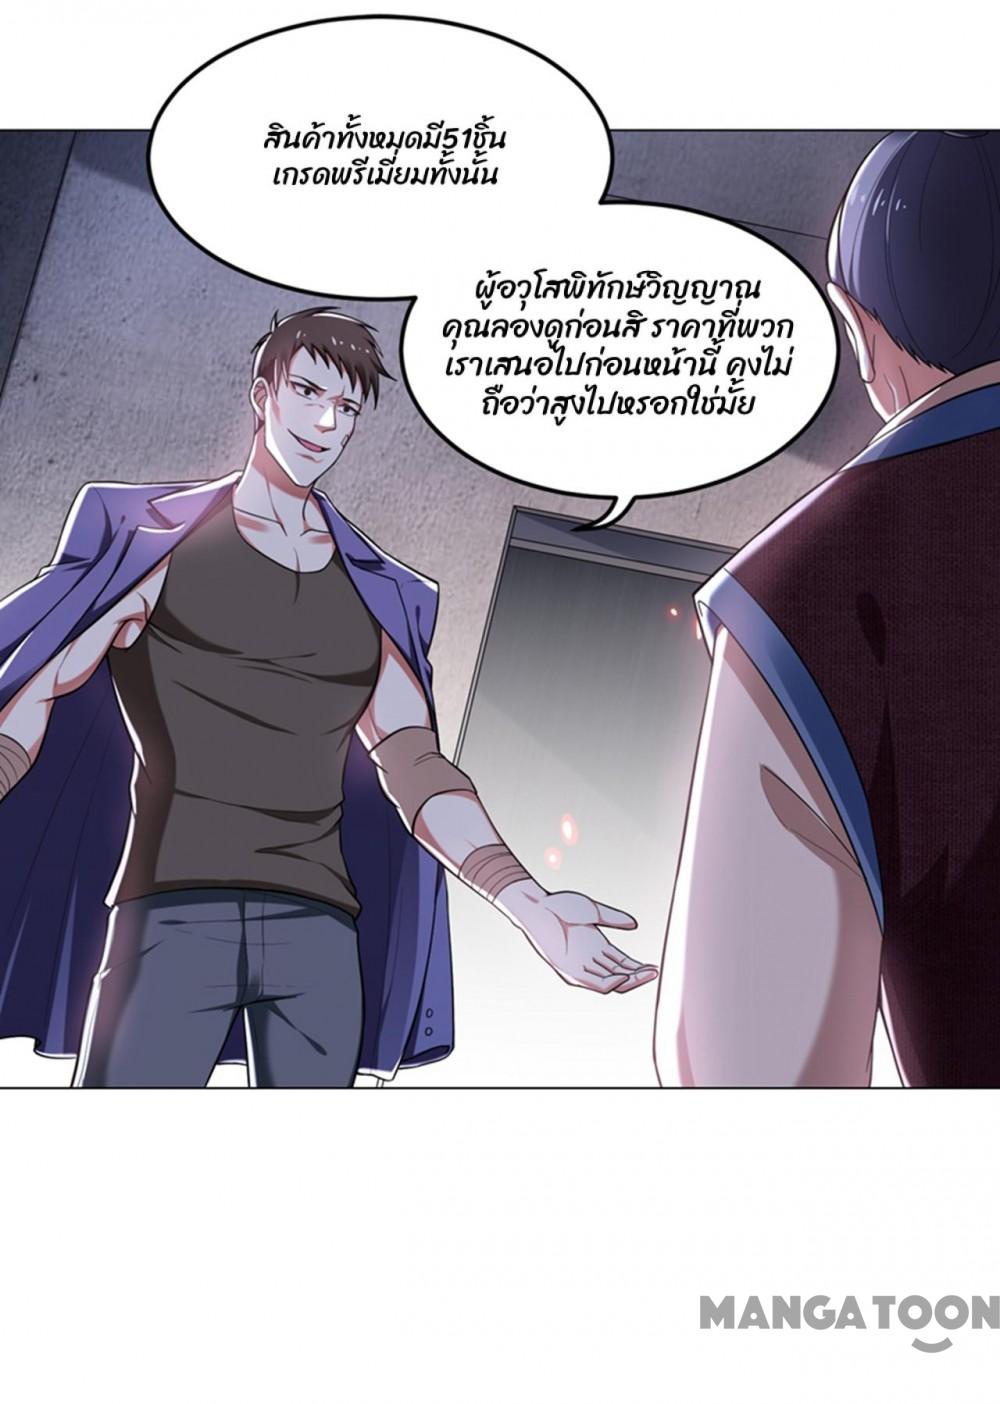 สินค้าทั้งหมดมี51ชิ้น
เกรดพรีเมี่ยมทั้งนั้น
ผู้อวุโสพิทักษ์วิญญาณ
คุณลองดูก่อนสิ ราคาที่พวก
เราเสนอไปก่อนหน้านี้ คงไม่
ถือว่าสูงไปหรอกใช่มั้ย
MANGATOON